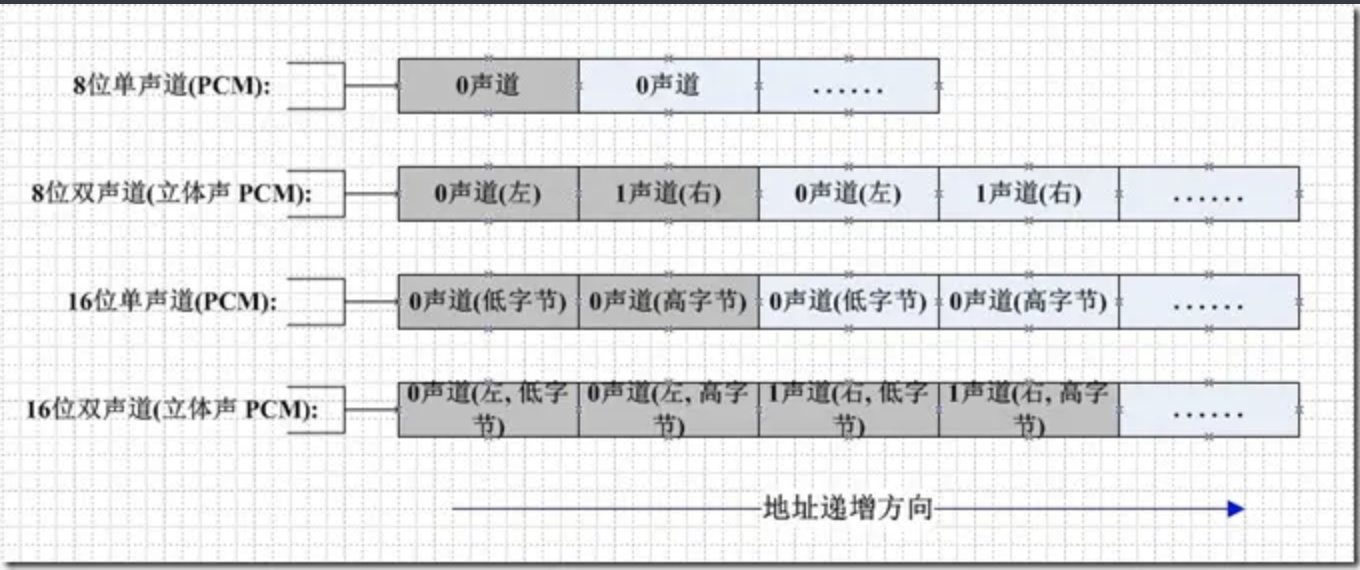 8位单声道(PCM): 0声道 0声道 ......
8位双声道(立体声 PCM): 0声道(左) 1声道(右) 0声道(左) 1声道(右) ......
16位单声道(PCM): 0声道(低字节) 0声道(高字节) 0声道(低字节) 0声道(高字节) ......
16位双声道(立体声 PCM): 0声道(左, 低字节) 0声道(左, 高字节) 1声道(右, 低字节) 1声道(右, 高字节) ......
地址递增方向